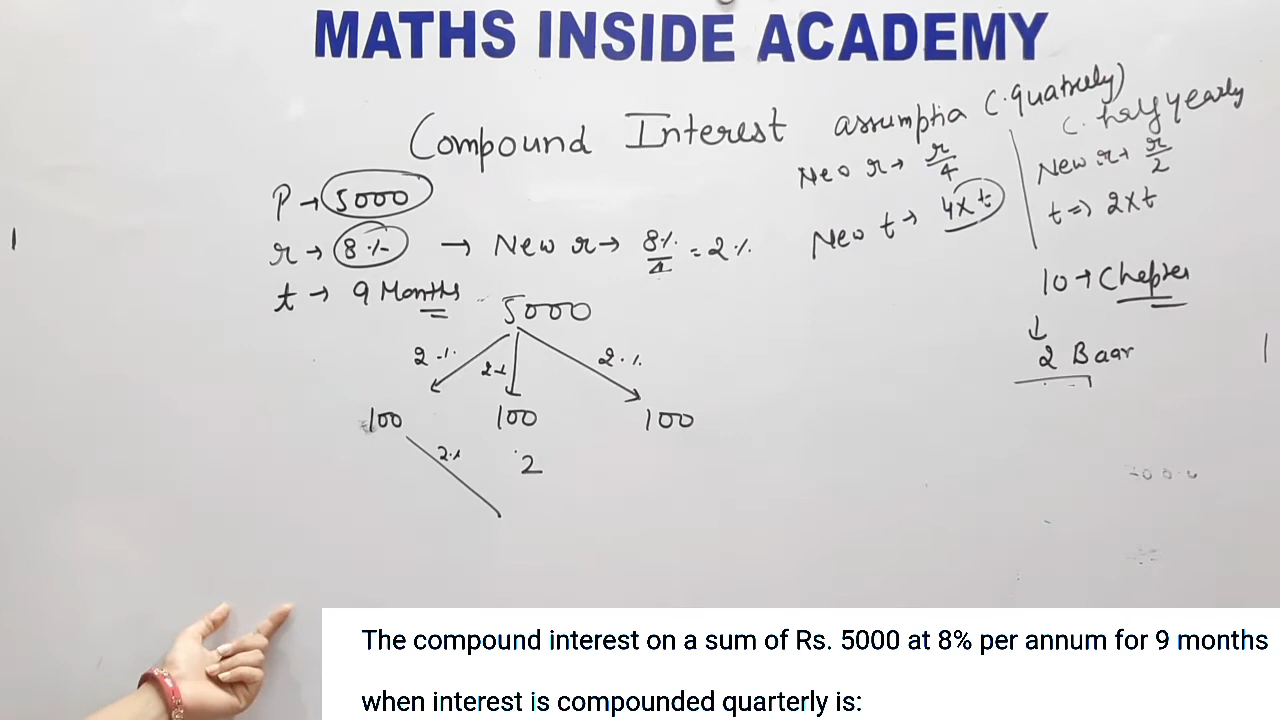 MATHS INSIDE ACADEMY
Compound Interest
assumptia (C.quaterly)
P → 5000
r → 8% → New r → 8%/4 = 2%
t → 9 Months
Neo r → r/4
Neo t → 4×t
C. half yearly
New r → r/2
t ⇒ 2×t
10 → Chepter
↓
2 Baar
5000
2% 2% 2%
100 100 100
2% 2
The compound interest on a sum of Rs. 5000 at 8% per annum for 9 months
when interest is compounded quarterly is: